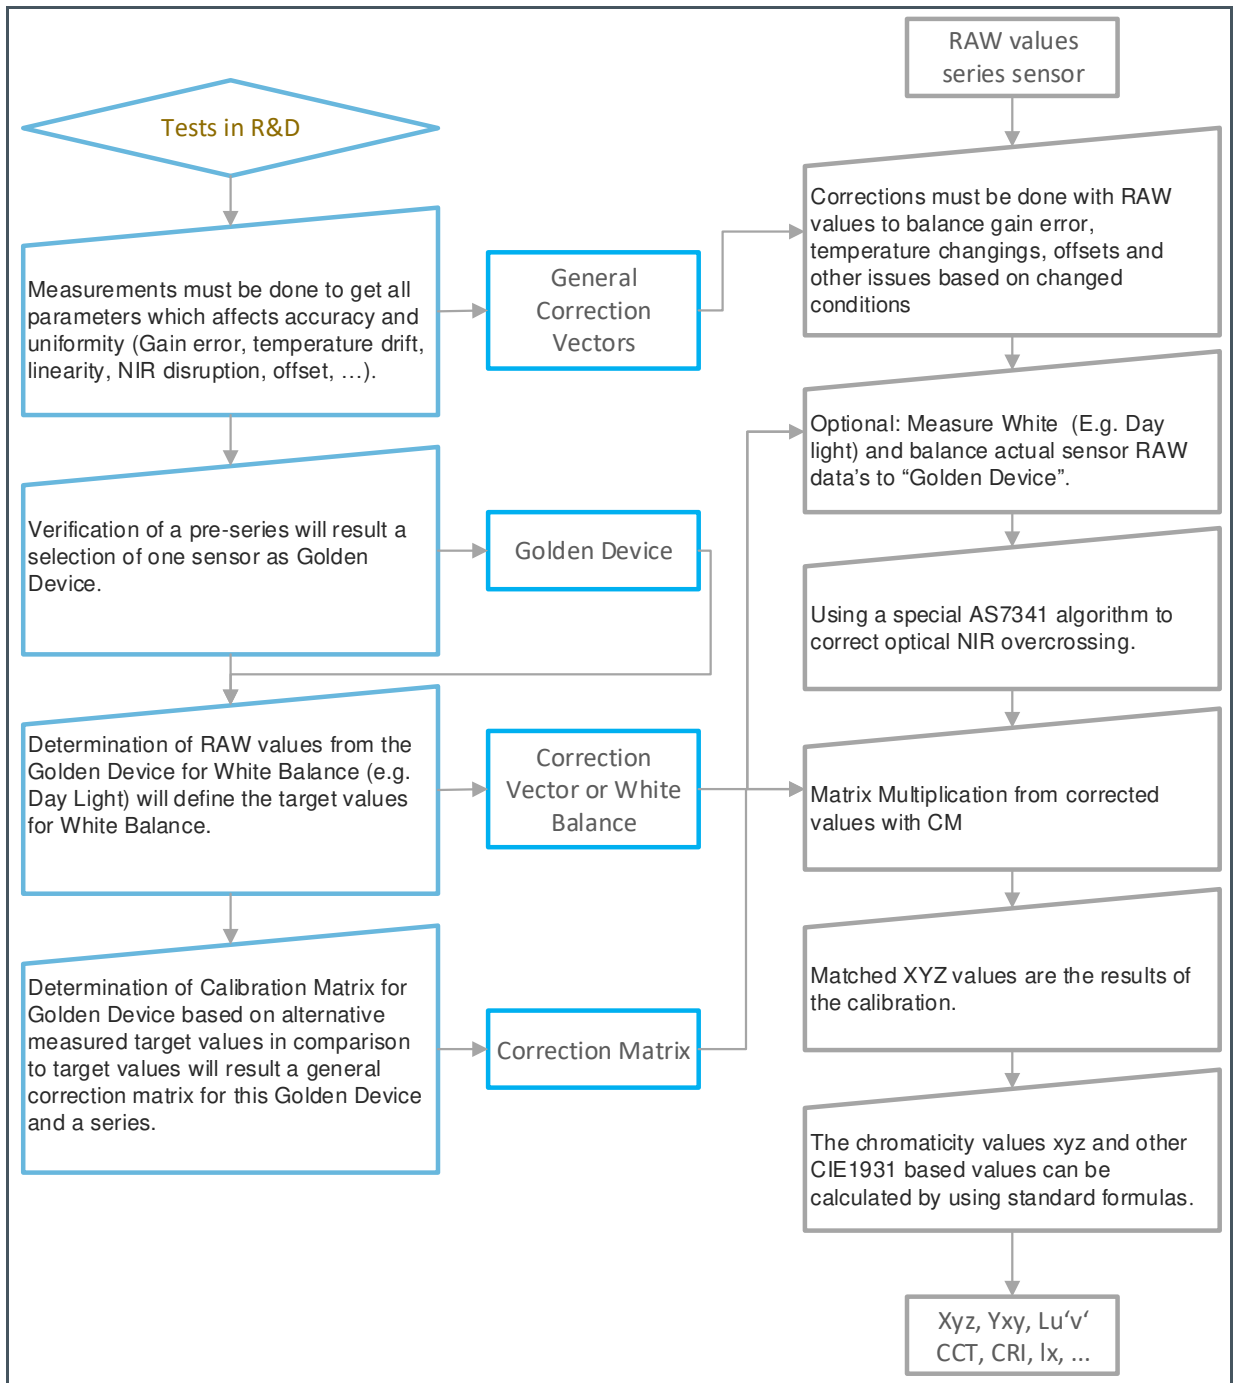 Tests in R&D
Measurements must be done to get all
parameters which affects accuracy and
uniformity (Gain error, temperature drift,
linearity, NIR disruption, offset, …).
General
Correction
Vectors
Verification of a pre-series will result a
selection of one sensor as Golden
Device.
Golden Device
Determination of RAW values from the
Golden Device for White Balance (e.g.
Day Light) will define the target values
for White Balance.
Correction
Vector or White
Balance
Determination of Calibration Matrix for
Golden Device based on alternative
measured target values in comparison
to target values will result a general
correction matrix for this Golden Device
and a series.
Correction Matrix
RAW values
series sensor
Corrections must be done with RAW
values to balance gain error,
temperature changings, offsets and
other issues based on changed
conditions
Optional: Measure White (E.g. Day
light) and balance actual sensor RAW
data's to “Golden Device”.
Using a special AS7341 algorithm to
correct optical NIR overcrossing.
Matrix Multiplication from corrected
values with CM
Matched XYZ values are the results of
the calibration.
The chromaticity values xyz and other
CIE1931 based values can be
calculated by using standard formulas.
Xyz, Yxy, Lu‘v‘
CCT, CRI, lx, ...